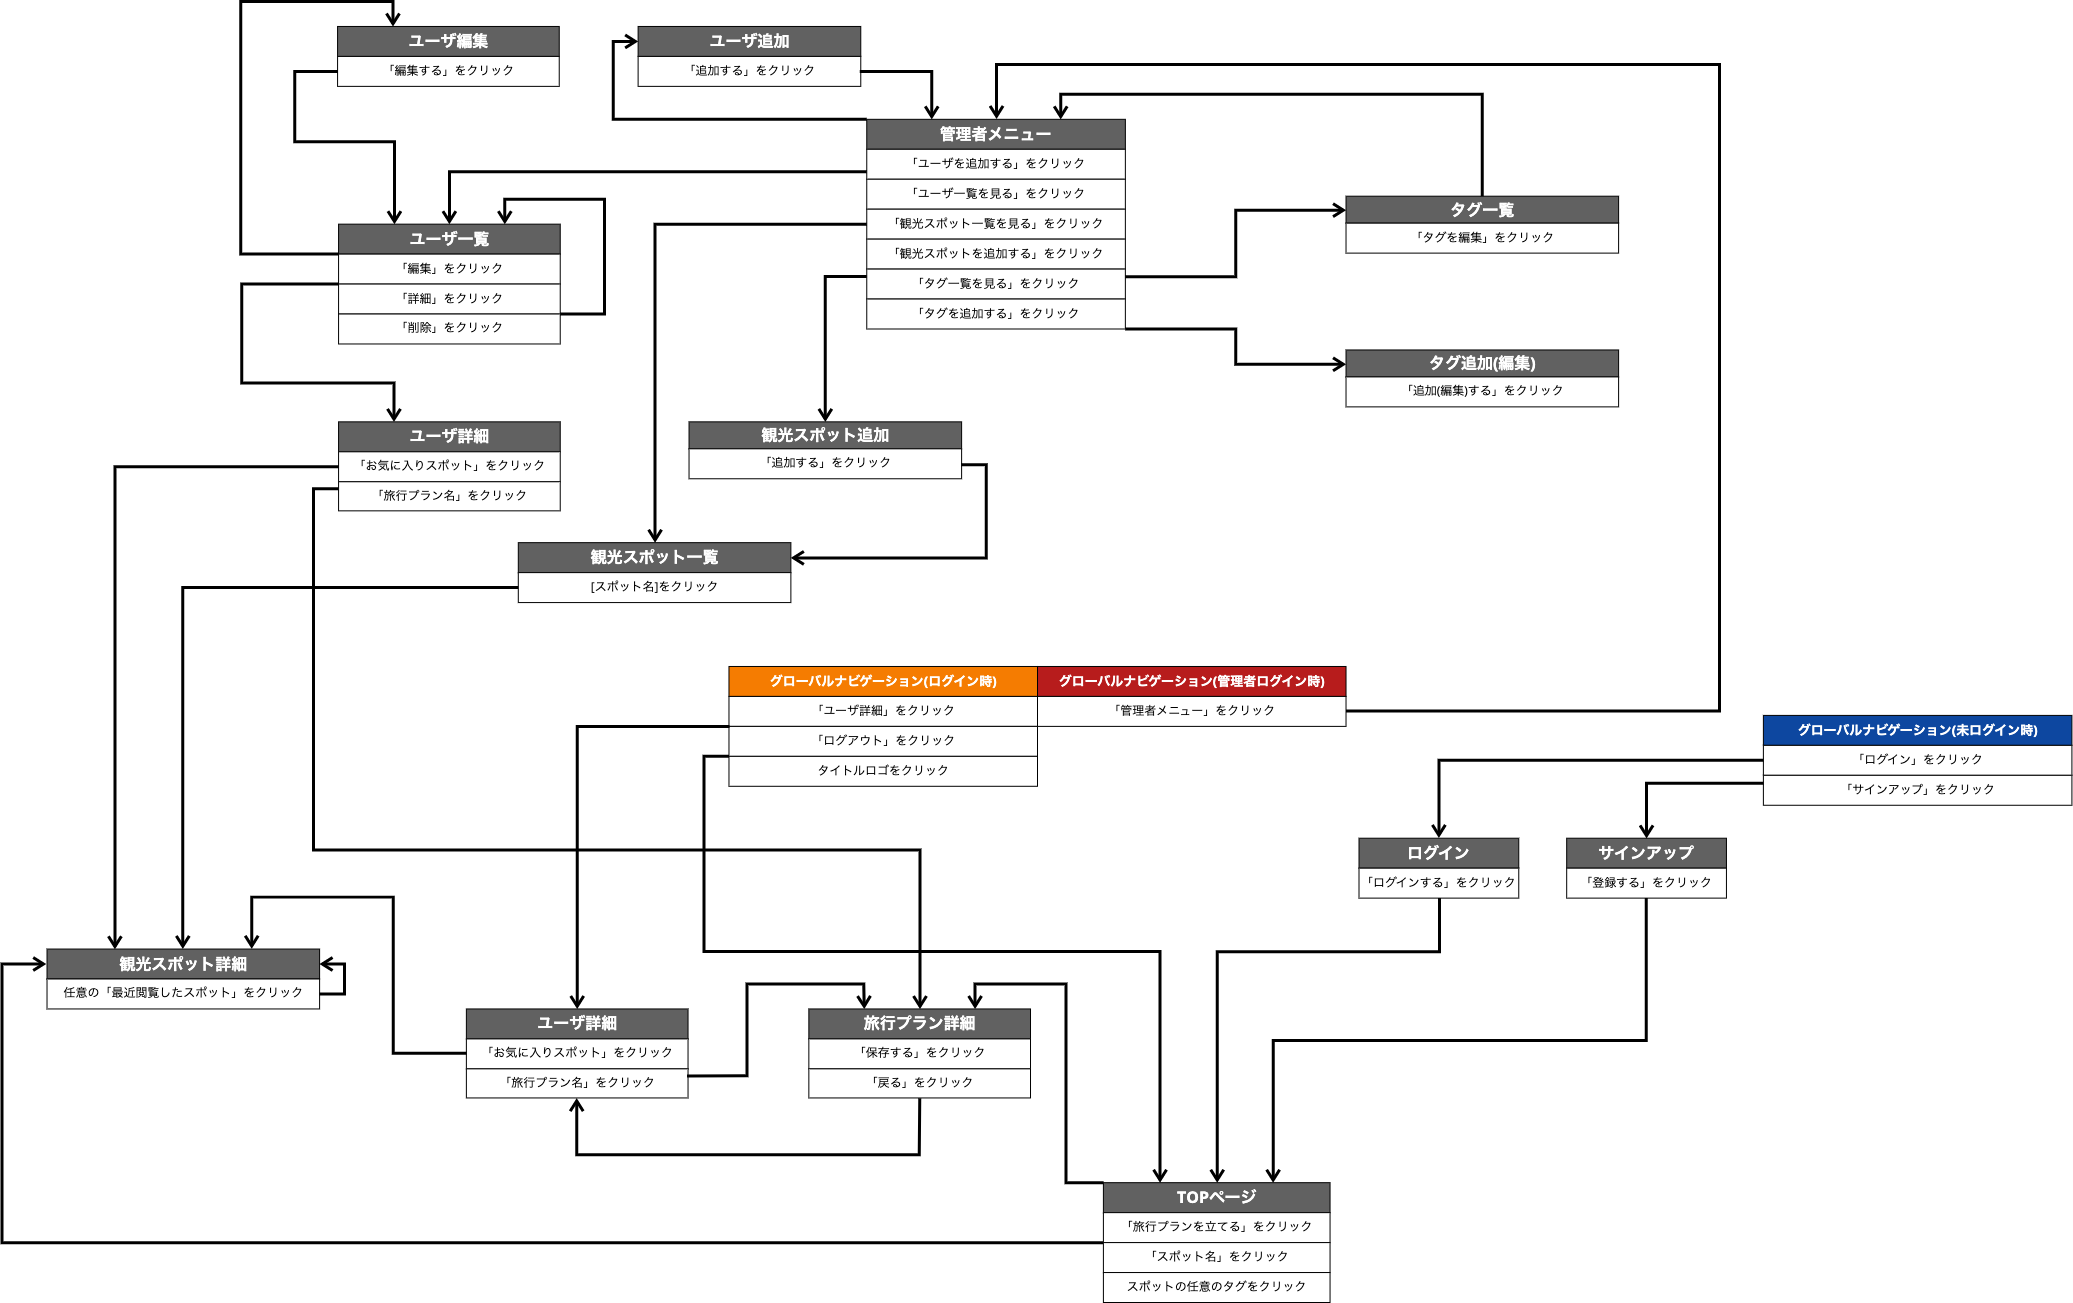 ユーザ編集
「編集する」をクリック
ユーザ追加
「追加する」をクリック
管理者メニュー
「ユーザを追加する」をクリック
「ユーザ一覧を見る」をクリック
「観光スポット一覧を見る」をクリック
「観光スポットを追加する」をクリック
「タグ一覧を見る」をクリック
「タグを追加する」をクリック
タグ一覧
「タグを編集」をクリック
ユーザ一覧
「編集」をクリック
「詳細」をクリック
「削除」をクリック
タグ追加(編集)
「追加(編集)する」をクリック
ユーザ詳細
「お気に入りスポット」をクリック
「旅行プラン名」をクリック
観光スポット追加
「追加する」をクリック
観光スポット一覧
[スポット名]をクリック
グローバルナビゲーション(ログイン時)
「ユーザ詳細」をクリック
「ログアウト」をクリック
タイトルロゴをクリック
グローバルナビゲーション(管理者ログイン時)
「管理者メニュー」をクリック
グローバルナビゲーション(未ログイン時)
「ログイン」をクリック
「サインアップ」をクリック
ログイン
「ログインする」をクリック
サインアップ
「登録する」をクリック
観光スポット詳細
任意の「最近閲覧したスポット」をクリック
ユーザ詳細
「お気に入りスポット」をクリック
「旅行プラン名」をクリック
旅行プラン詳細
「保存する」をクリック
「戻る」をクリック
TOPページ
「旅行プランを立てる」をクリック
「スポット名」をクリック
スポットの任意のタグをクリック